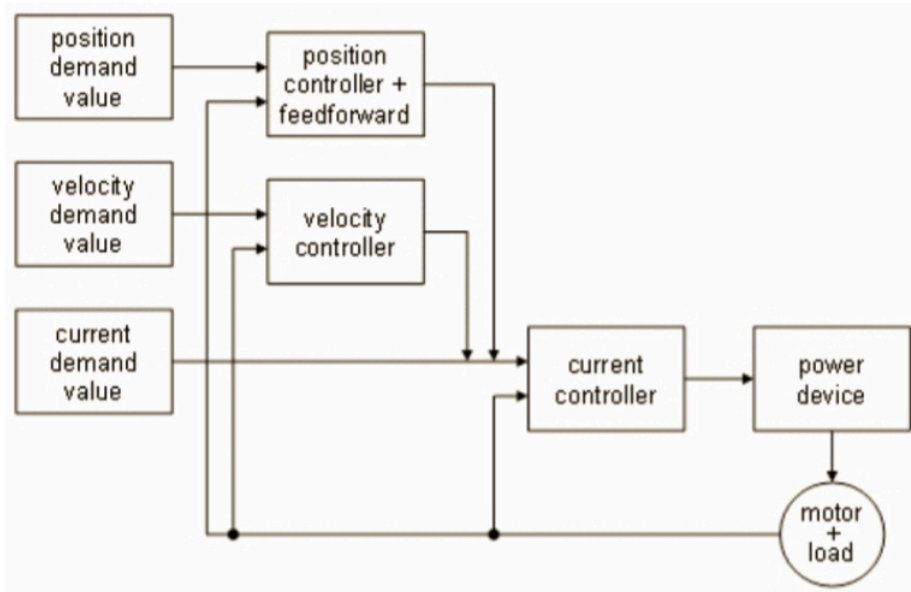 position
demand
value
position
controller +
feedforward
velocity
demand
value
velocity
controller
current
demand
value
current
controller
power
device
motor
+
load